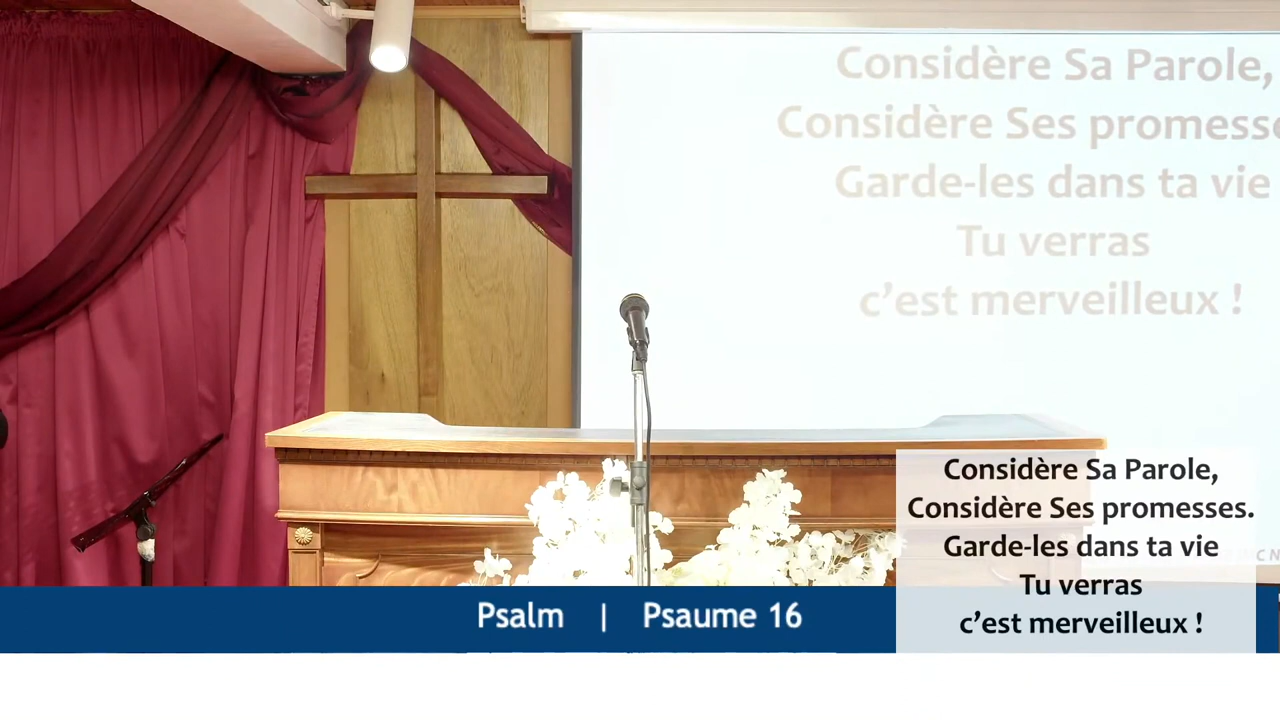 Considère Sa Parole,
Considère Ses promesse
Garde-les dans ta vie
Tu verras
c’est merveilleux !
Considère Sa Parole,
Considère Ses promesses.
Garde-les dans ta vie
Tu verras
c’est merveilleux !
Psalm | Psaume 16